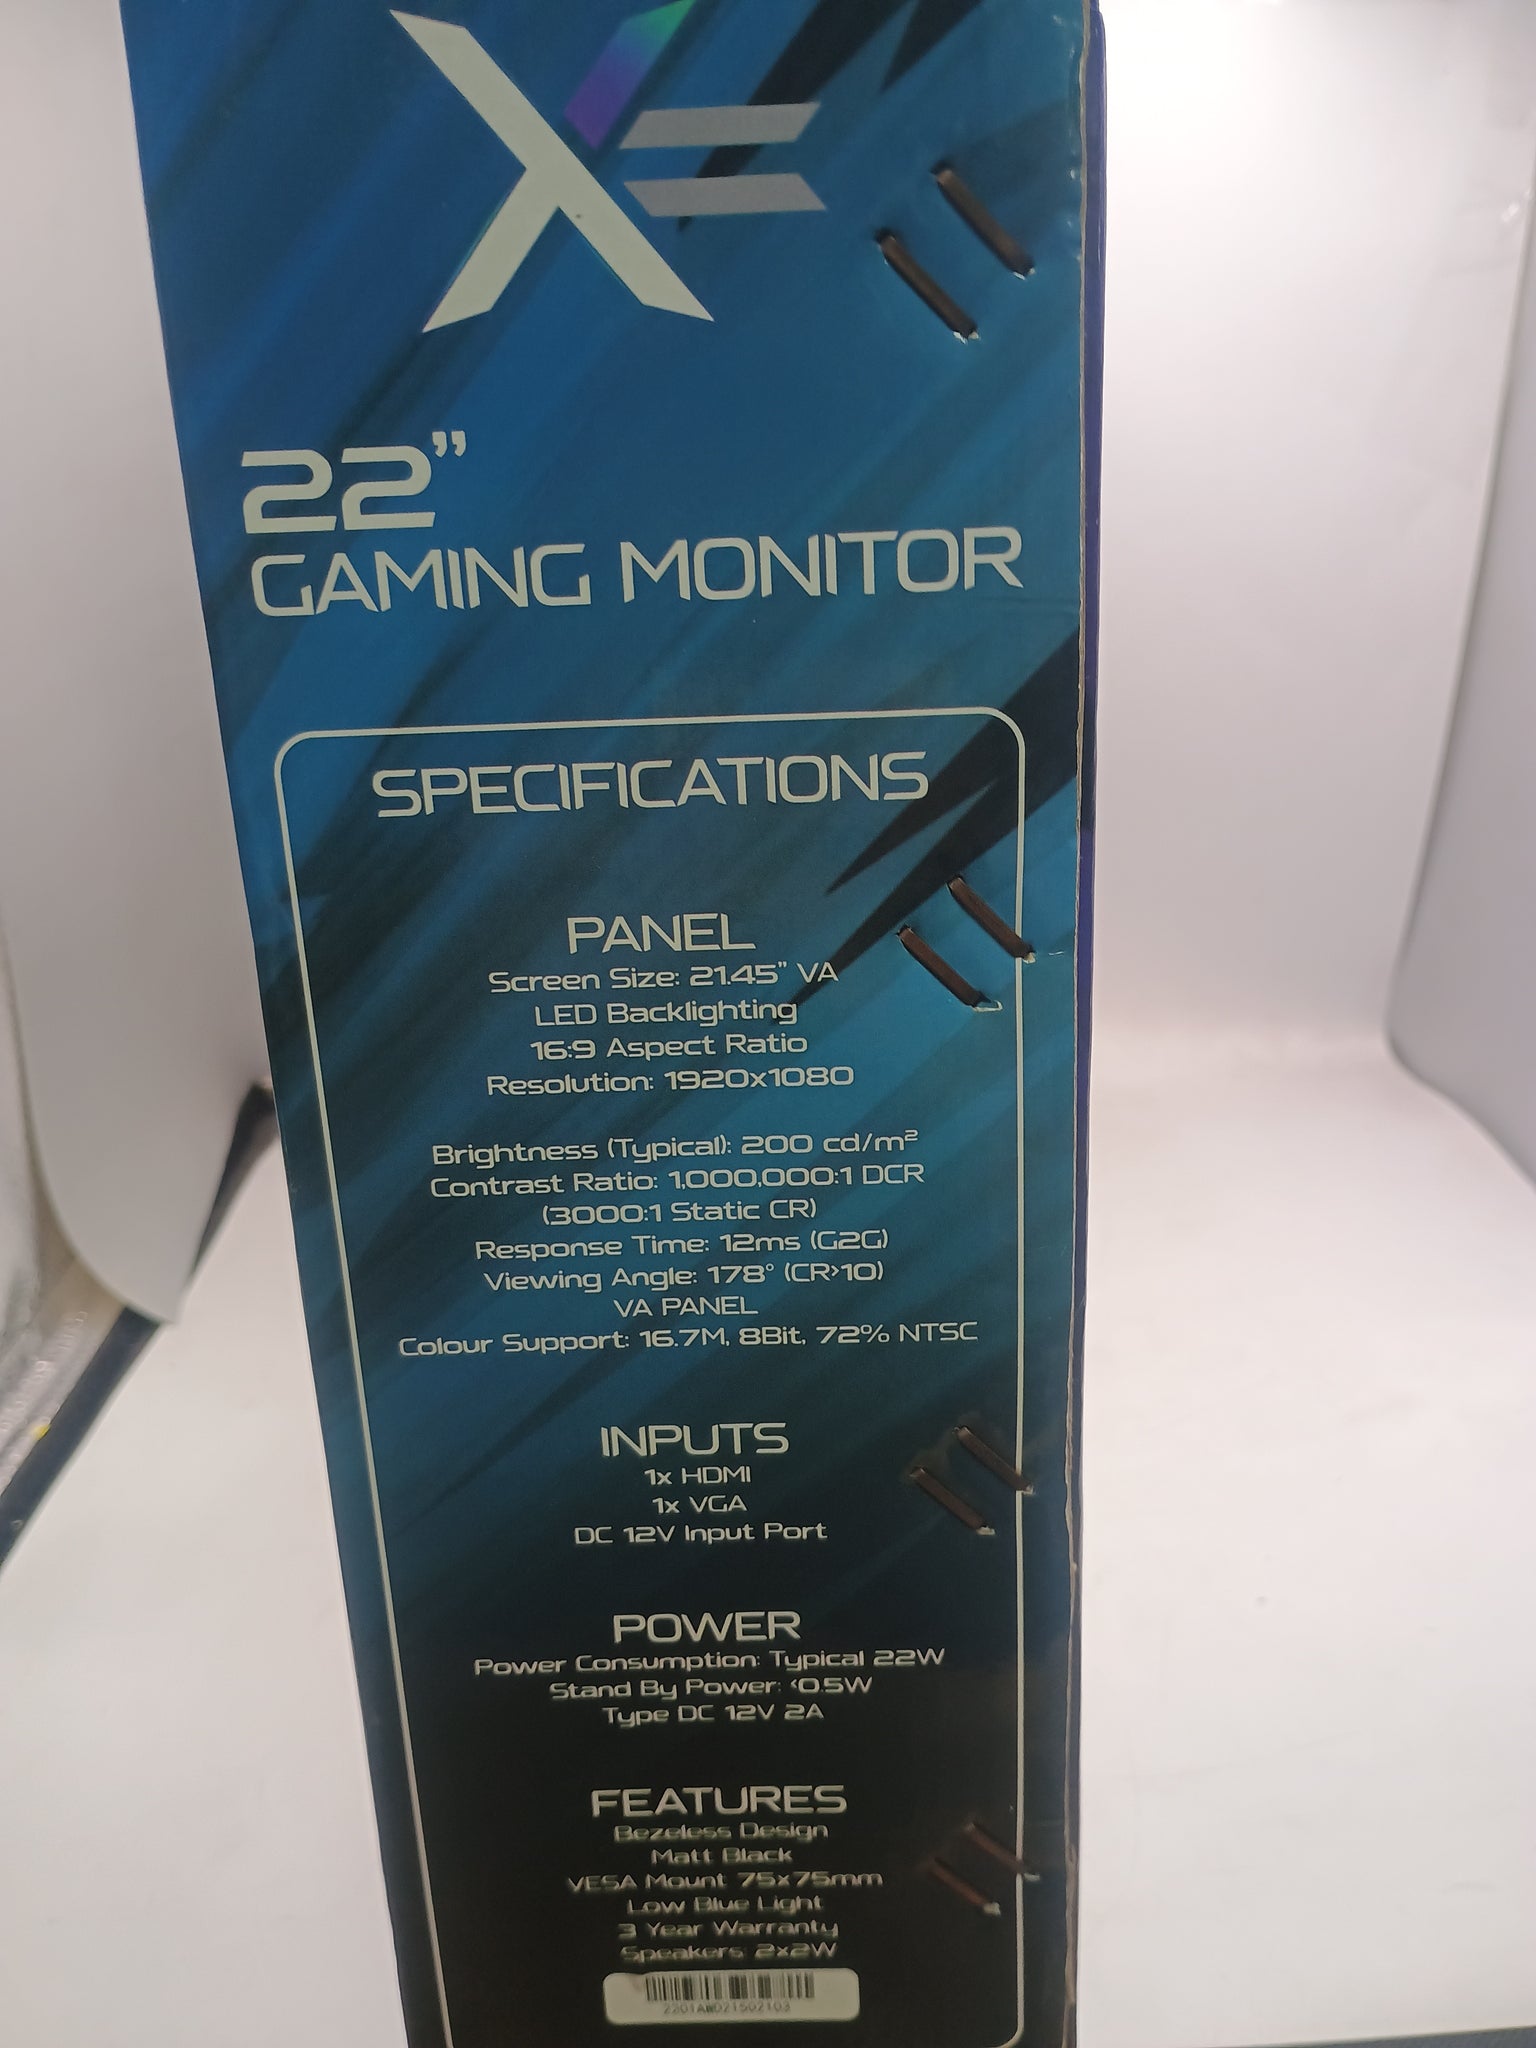 XE
22”
GAMING MONITOR
SPECIFICATIONS
PANEL
Screen Size: 21.45" VA
LED Backlighting
16:9 Aspect Ratio
Resolution: 1920x1080
Brightness (Typical): 200 cd/m²
Contrast Ratio: 1,000,000:1 DCR
(3000:1 Static CR)
Response Time: 12ms (G2G)
Viewing Angle: 178° (CR>10)
VA PANEL
Colour Support: 16.7M, 8Bit, 72% NTSC
INPUTS
1x HDMI
1x VGA
DC 12V Input Port
POWER
Power Consumption: Typical 22W
Stand By Power: <0.5W
Type DC 12V 2A
FEATURES
Bezeless Design
Matt Black
VESA Mount 75x75mm
Low Blue Light
3 Year Warranty
Speakers: 2x2W